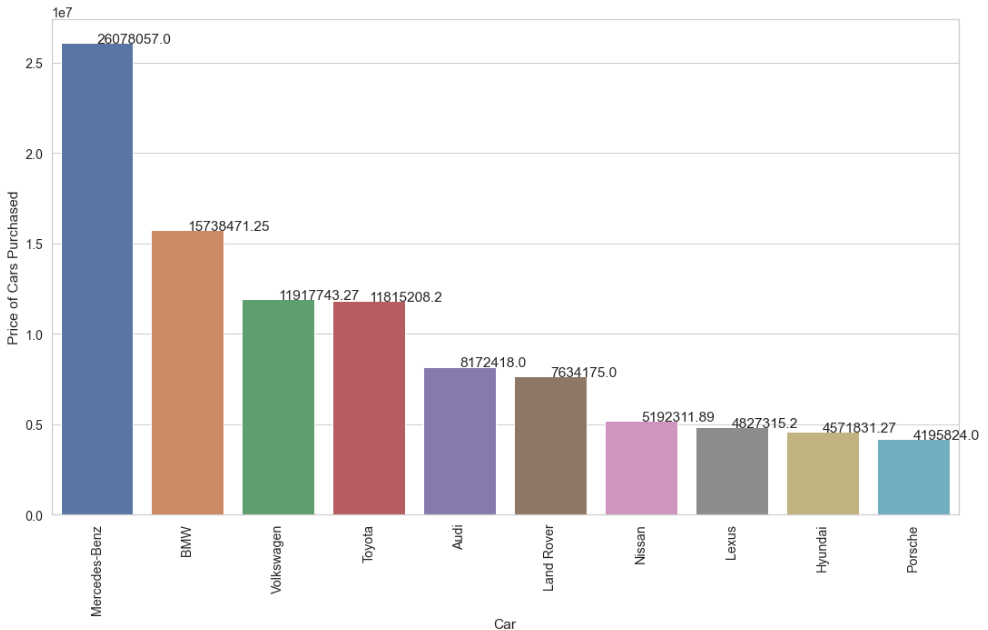 1e7
26078057.0
2.5
2.0
15738471.25
1.5
11917743.27
11815208.2
1.0
8172418.0
7634175.0
5192311.89
4827315.2
4571831.27
4195824.0
0.5
0.0
Price of Cars Purchased
Mercedes-Benz
BMW
Volkswagen
Toyota
Audi
Land Rover
Nissan
Lexus
Hyundai
Porsche
Car